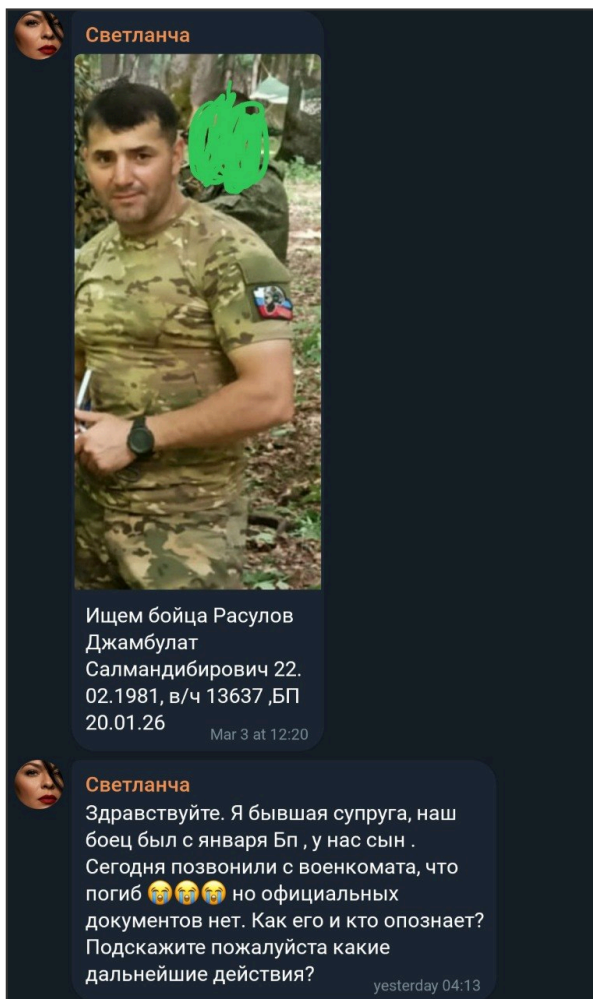 Светланча
Ищем бойца Расулов
Джамбулат
Салмандибирович 22.
02.1981, в/ч 13637 ,БП
20.01.26
Mar 3 at 12:20
Светланча
Здравствуйте. Я бывшая супруга, наш
боец был с января Бп , у нас сын .
Сегодня позвонили с военкомата, что
погиб 😭😭😭 но официальных
документов нет. Как его и кто опознает?
Подскажите пожалуйста какие
дальнейшие действия?
yesterday 04:13